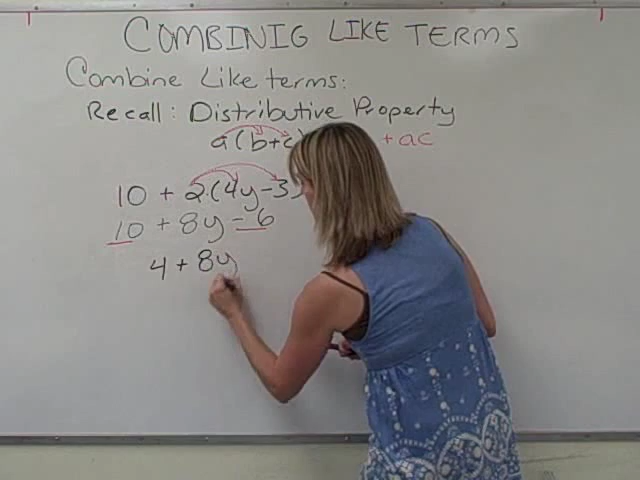 COMBINIG LIKE TERMS
Combine Like terms:
Recall: Distributive Property
a(b+c) + ac
10 + 2·(4y-3)
10 + 8y - 6
4 + 8y